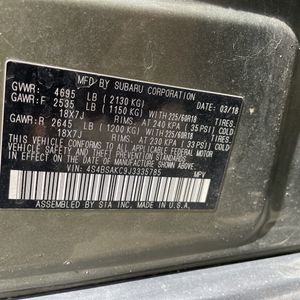 MFD BY SUBARU CORPORATION
GVWR: 4695 LB (2130 KG) DATE: 03/18
GAWR:F 2535 LB (1150 KG) WITH 225/60R18 TIRES,
18X7J RIMS, AT 240 KPA ( 35 PSI) COLD
GAWR:R 2645 LB (1200 KG) WITH 225/60R18 TIRES,
18X7J RIMS, AT 230 KPA ( 33 PSI) COLD
THIS VEHICLE CONFORMS TO ALL APPLICABLE
FEDERAL MOTOR VEHICLE SAFETY, BUMPER, AND
THEFT PREVENTION STANDARDS IN EFFECT ON
THE DATE OF MANUFACTURE SHOWN ABOVE.
VIN: 4S4BSAKC9J3335785 MPV
ASSEMBLED BY SIA INC, MADE IN U.S.A.